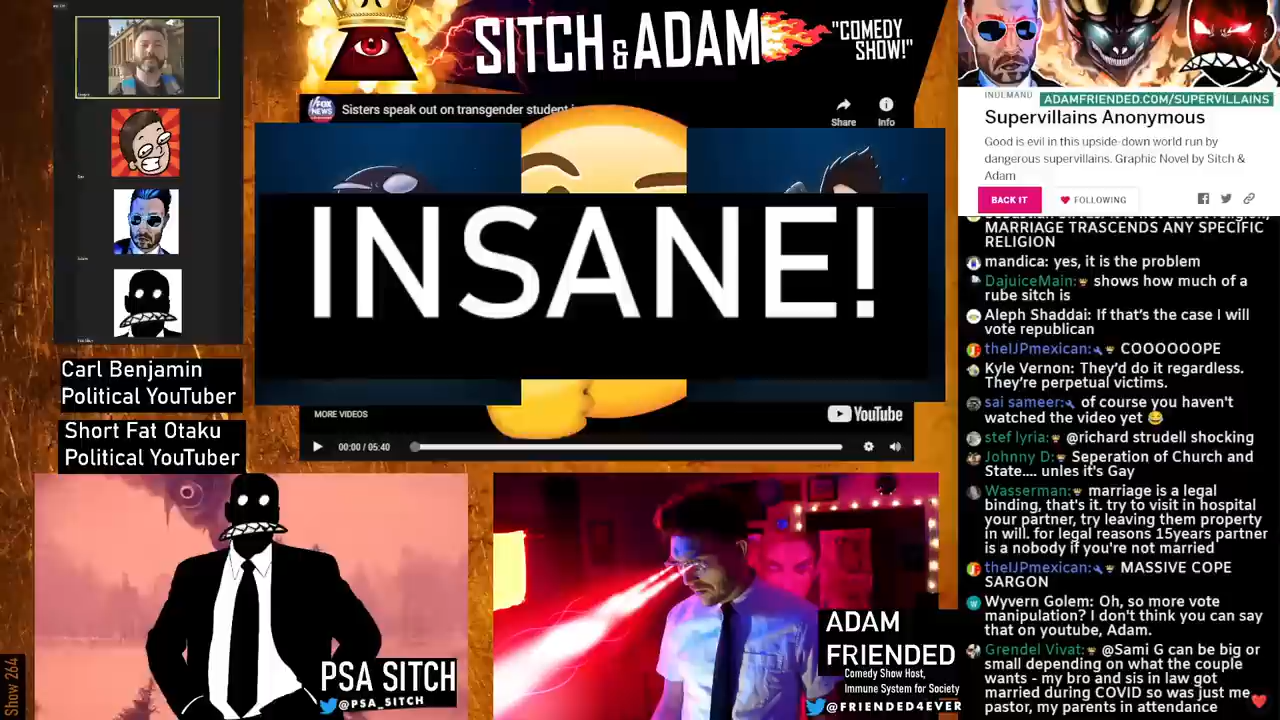 SITCH & ADAM
"COMEDY
SHOW!"
FOX
NEWS
Sisters speak out on transgender student
Share
Info
INSANE!
MORE VIDEOS
YouTube
00:00 / 05:40
Carl Benjamin
Political YouTuber
Short Fat Otaku
Political YouTuber
PSA SITCH
@PSA_SITCH
ADAM
FRIENDED
Comedy Show Host,
Immune System for Society
@FRIENDED4EVER
Show 264
INDEMAND
ADAMFRIENDED.COM/SUPERVILLAINS
Supervillains Anonymous
Good is evil in this upside-down world run by
dangerous supervillains. Graphic Novel by Sitch &
Adam
BACK IT
FOLLOWING
MARRIAGE TRASCENDS ANY SPECIFIC
RELIGION
mandica: yes, it is the problem
DajuiceMain: shows how much of a
rube sitch is
Aleph Shaddai: If that's the case I will
vote republican
theIJPmexican: COOOOOOPE
Kyle Vernon: They'd do it regardless.
They're perpetual victims.
sai sameer: of course you haven't
watched the video yet 😂
stef lyria: @richard strudell shocking
Johnny D: Seperation of Church and
State.... unles it's Gay
Wasserman: marriage is a legal
binding, that's it. try to visit in hospital
your partner, try leaving them property
in will. for legal reasons 15years partner
is a nobody if you're not married
theIJPmexican: MASSIVE COPE
SARGON
Wyvern Golem: Oh, so more vote
manipulation? I don't think you can say
that on youtube, Adam.
Grendel Vivat: @Sami G can be big or
small depending on what the couple
wants - my bro and sis in law got
married during COVID so was just me,
pastor, my parents in attendance